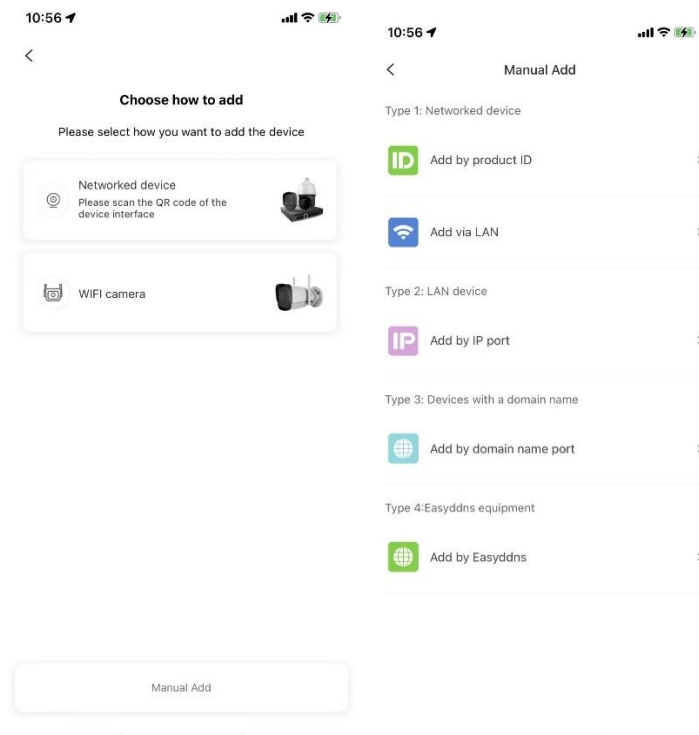 10:56
Choose how to add
Please select how you want to add the device
Networked device
Please scan the QR code of the
device interface
WIFI camera
Manual Add
10:56
Manual Add
Type 1: Networked device
ID
Add by product ID
Add via LAN
Type 2: LAN device
IP
Add by IP port
Type 3: Devices with a domain name
Add by domain name port
Type 4:Easyddns equipment
Add by Easyddns